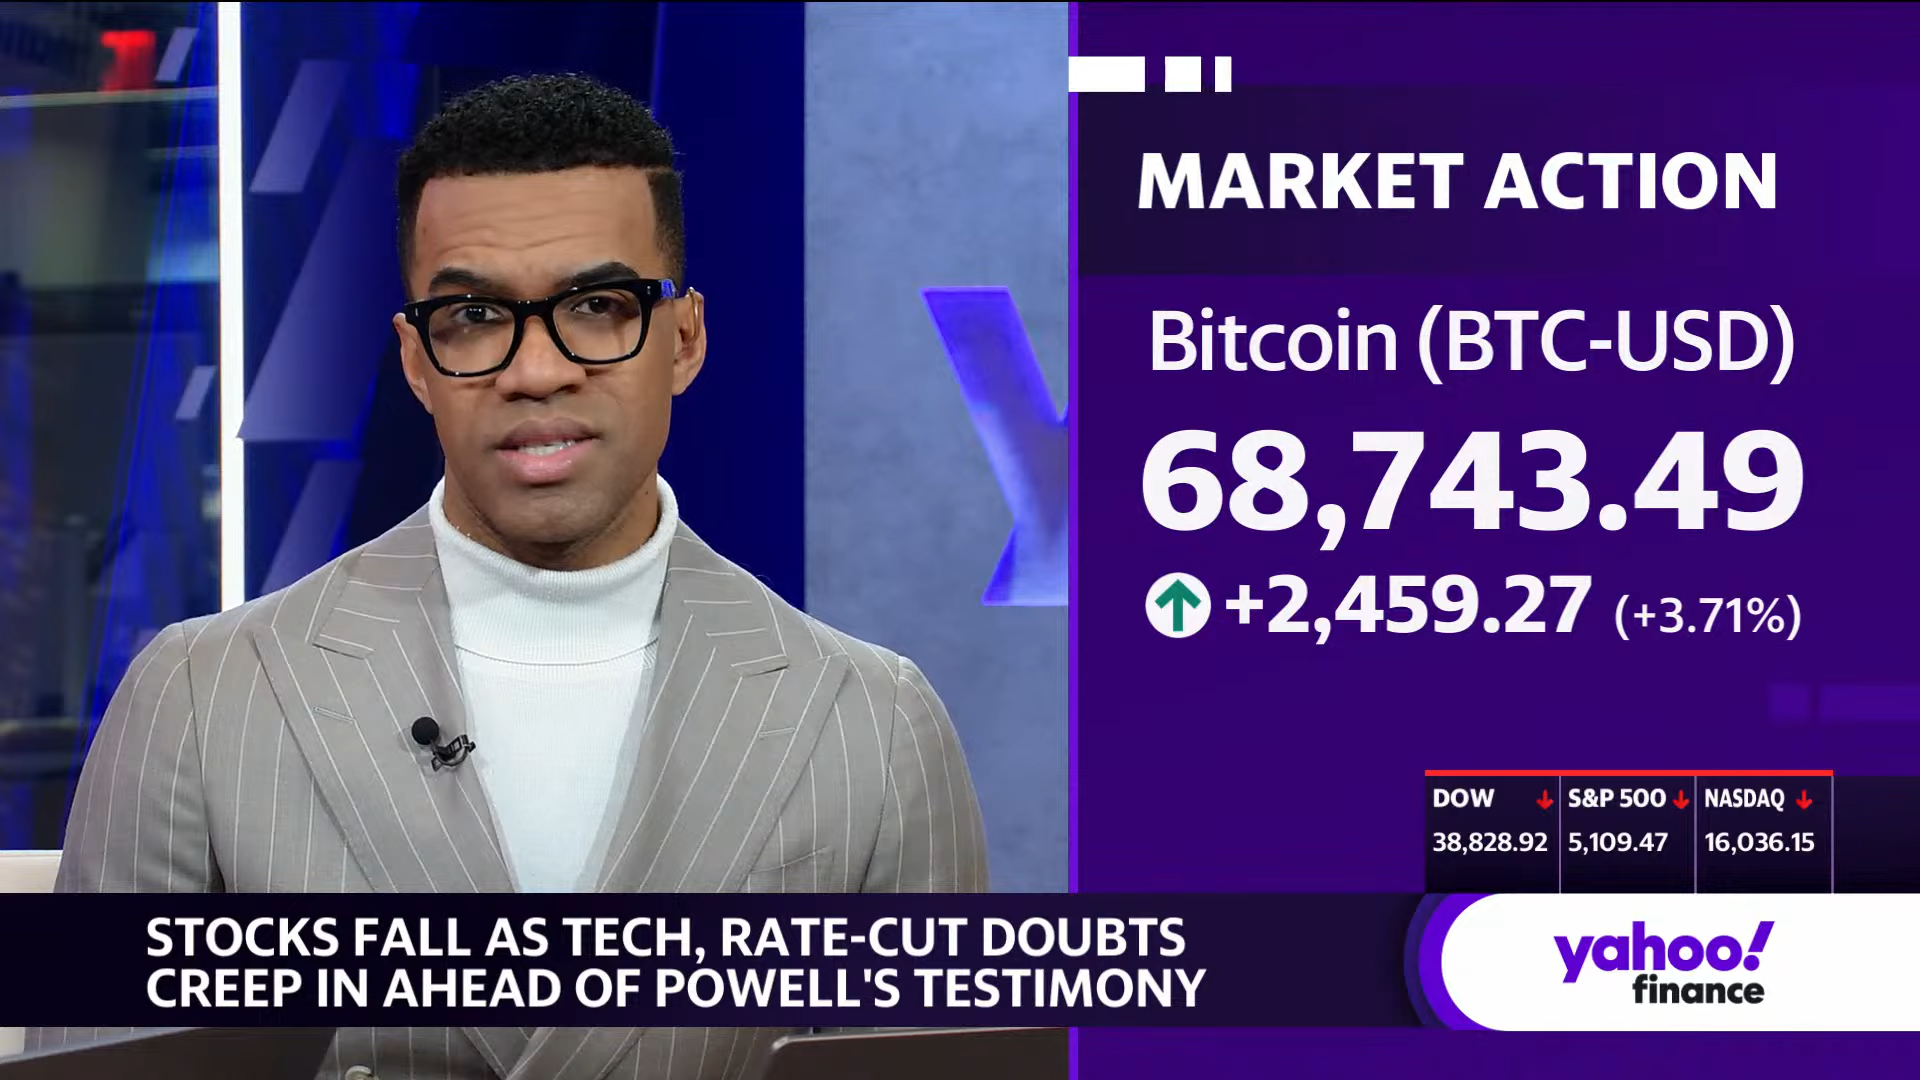 MARKET ACTION
Bitcoin (BTC-USD)
68,743.49
+2,459.27 (+3.71%)
DOW S&P 500 NASDAQ
38,828.92 5,109.47 16,036.15
STOCKS FALL AS TECH, RATE-CUT DOUBTS
CREEP IN AHEAD OF POWELL'S TESTIMONY
yahoo!
finance